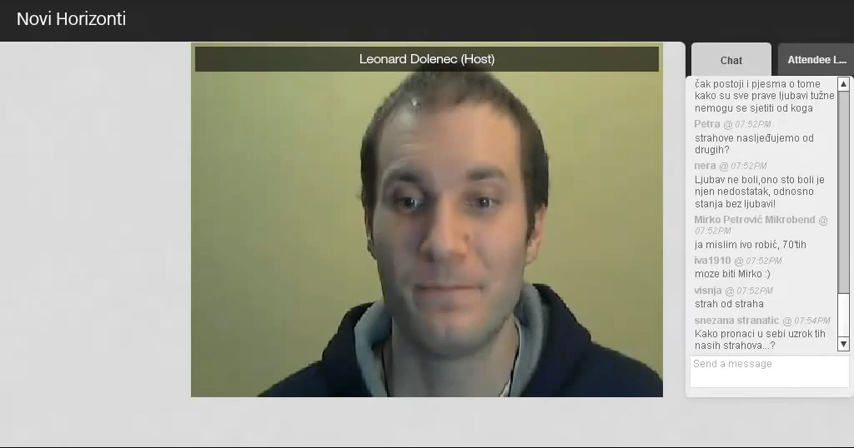 Novi Horizonti
Leonard Dolenec (Host)
Chat
Attendee L...
čak postoji i pjesma o tome
kako su sve prave ljubavi tužne
nemogu se sjetiti od koga
Petra @ 07:52PM
strahove nasljeđujemo od
drugih?
nera @ 07:52PM
Ljubav ne boli,ono sto boli je
njen nedostatak, odnosno
stanja bez ljubavi!
Mirko Petrović Mikrobend @
07:52PM
ja mislim ivo robić, 70'tih
iva1910 @ 07:52PM
moze biti Mirko :)
visnja @ 07:52PM
strah od straha
snezana stranatic @ 07:54PM
Kako pronaci u sebi uzrok tih
nasih strahova...?
Send a message